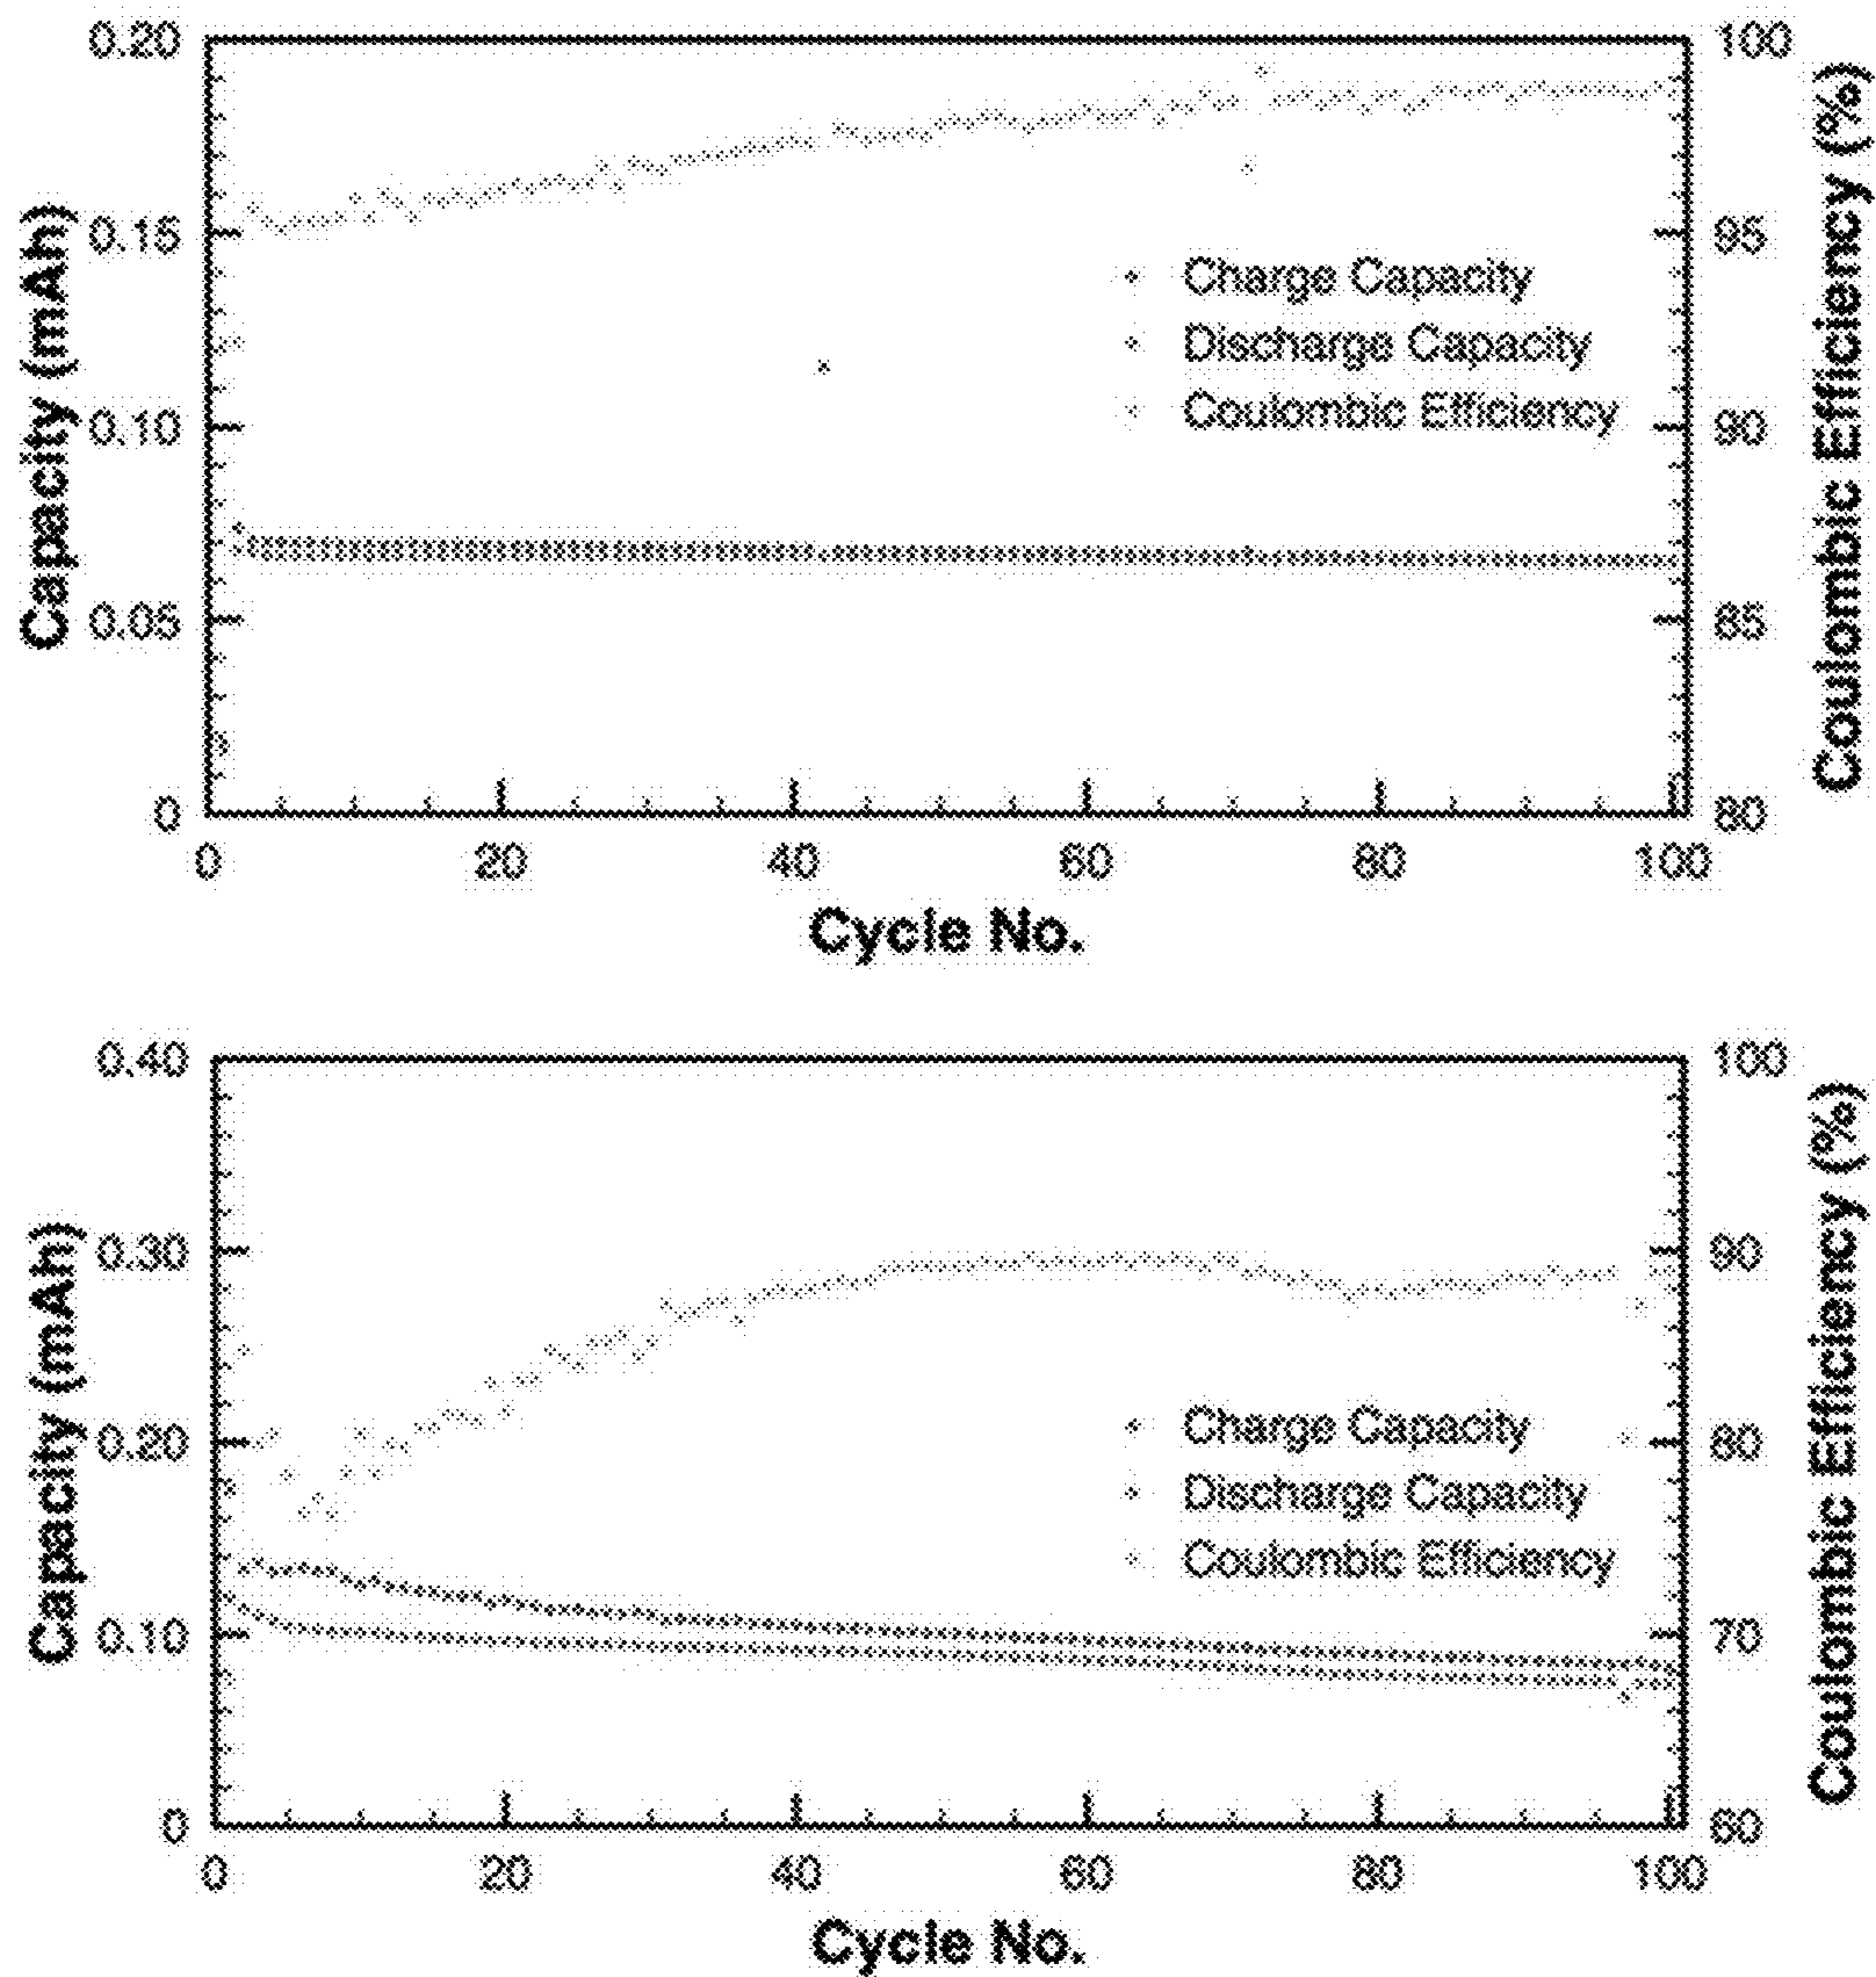 0.20
0.15
0.10
0.05
0
Capacity (mAh)
100
95
90
85
80
Coulombic Efficiency (%)
Charge Capacity
Discharge Capacity
Coulombic Efficiency
0 20 40 60 80 100
Cycle No.
0.40
0.30
0.20
0.10
0
Capacity (mAh)
100
90
80
70
60
Coulombic Efficiency (%)
Charge Capacity
Discharge Capacity
Coulombic Efficiency
0 20 40 60 80 100
Cycle No.